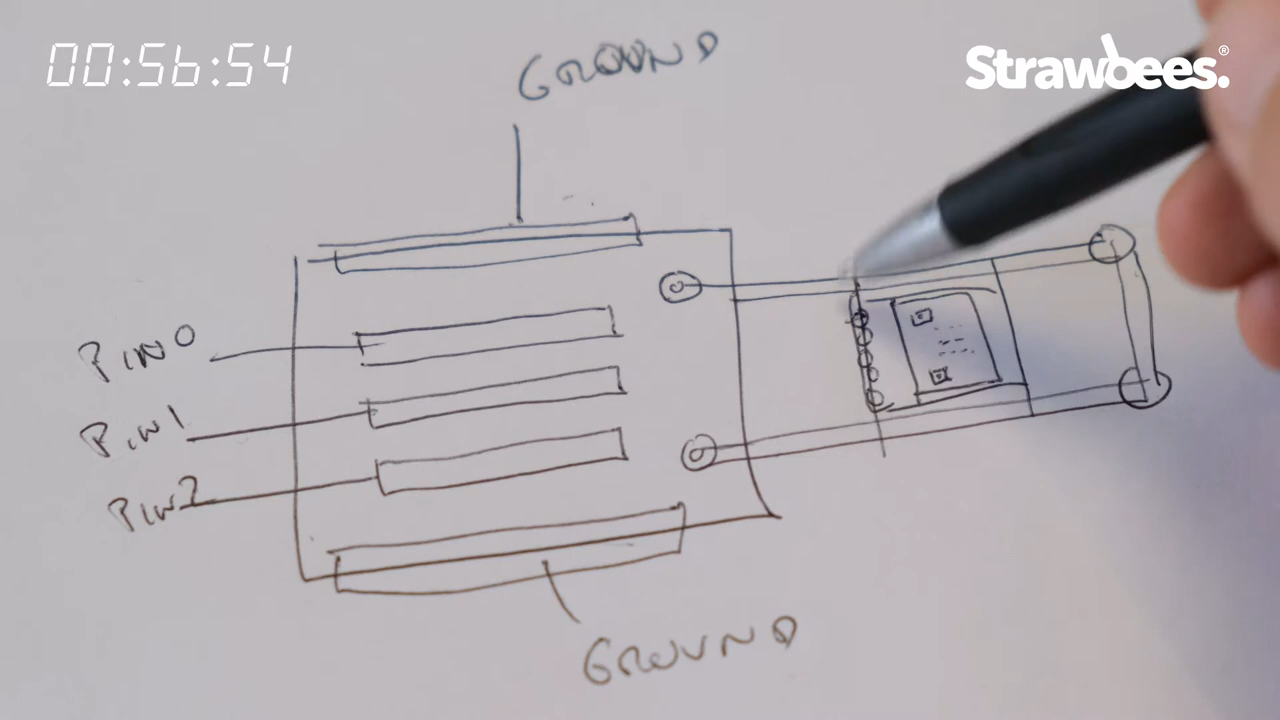 00:56:54
Strawbees.®
GROUND
PIN0
PIN1
PIN2
GROUND